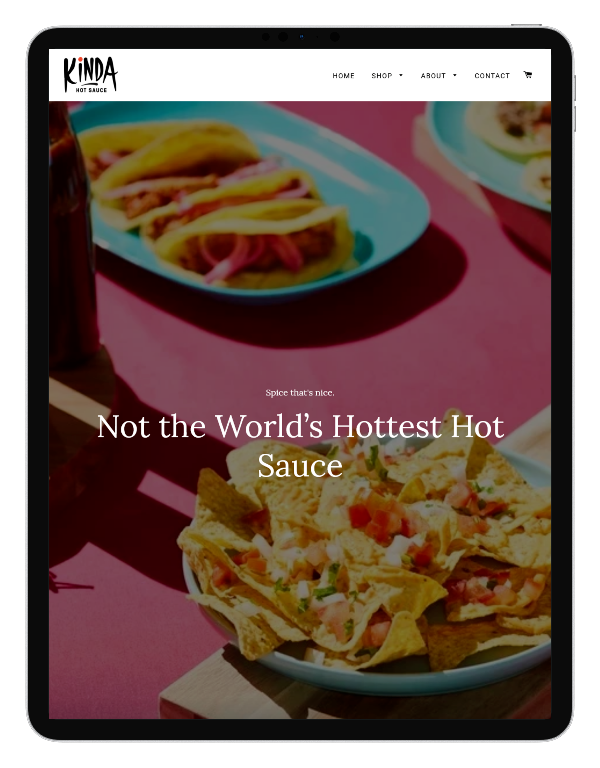 KiNDA
HOT SAUCE
HOME
SHOP
ABOUT
CONTACT
Spice that's nice.
Not the World's Hottest Hot
Sauce